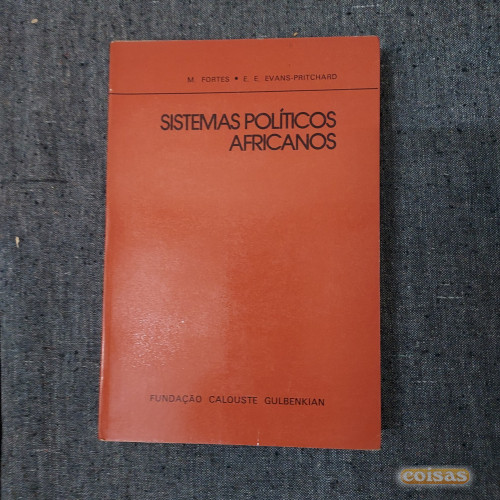 M. FORTES • E. E. EVANS-PRITCHARD
SISTEMAS POLÍTICOS
AFRICANOS
FUNDAÇÃO CALOUSTE GULBENKIAN
coisas